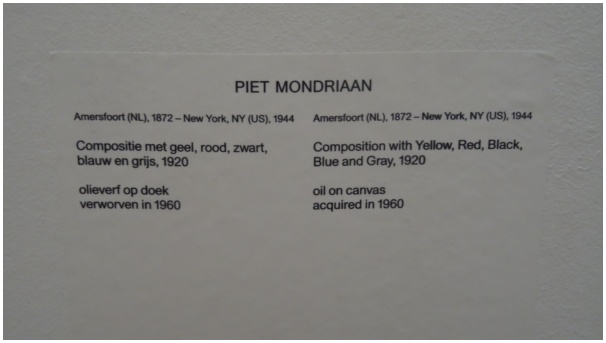 PIET MONDRIAAN
Amersfoort (NL), 1872 – New York, NY (US), 1944
Compositie met geel, rood, zwart,
blauw en grijs, 1920
olieverf op doek
verworven in 1960
Amersfoort (NL), 1872 – New York, NY (US), 1944
Composition with Yellow, Red, Black,
Blue and Gray, 1920
oil on canvas
acquired in 1960